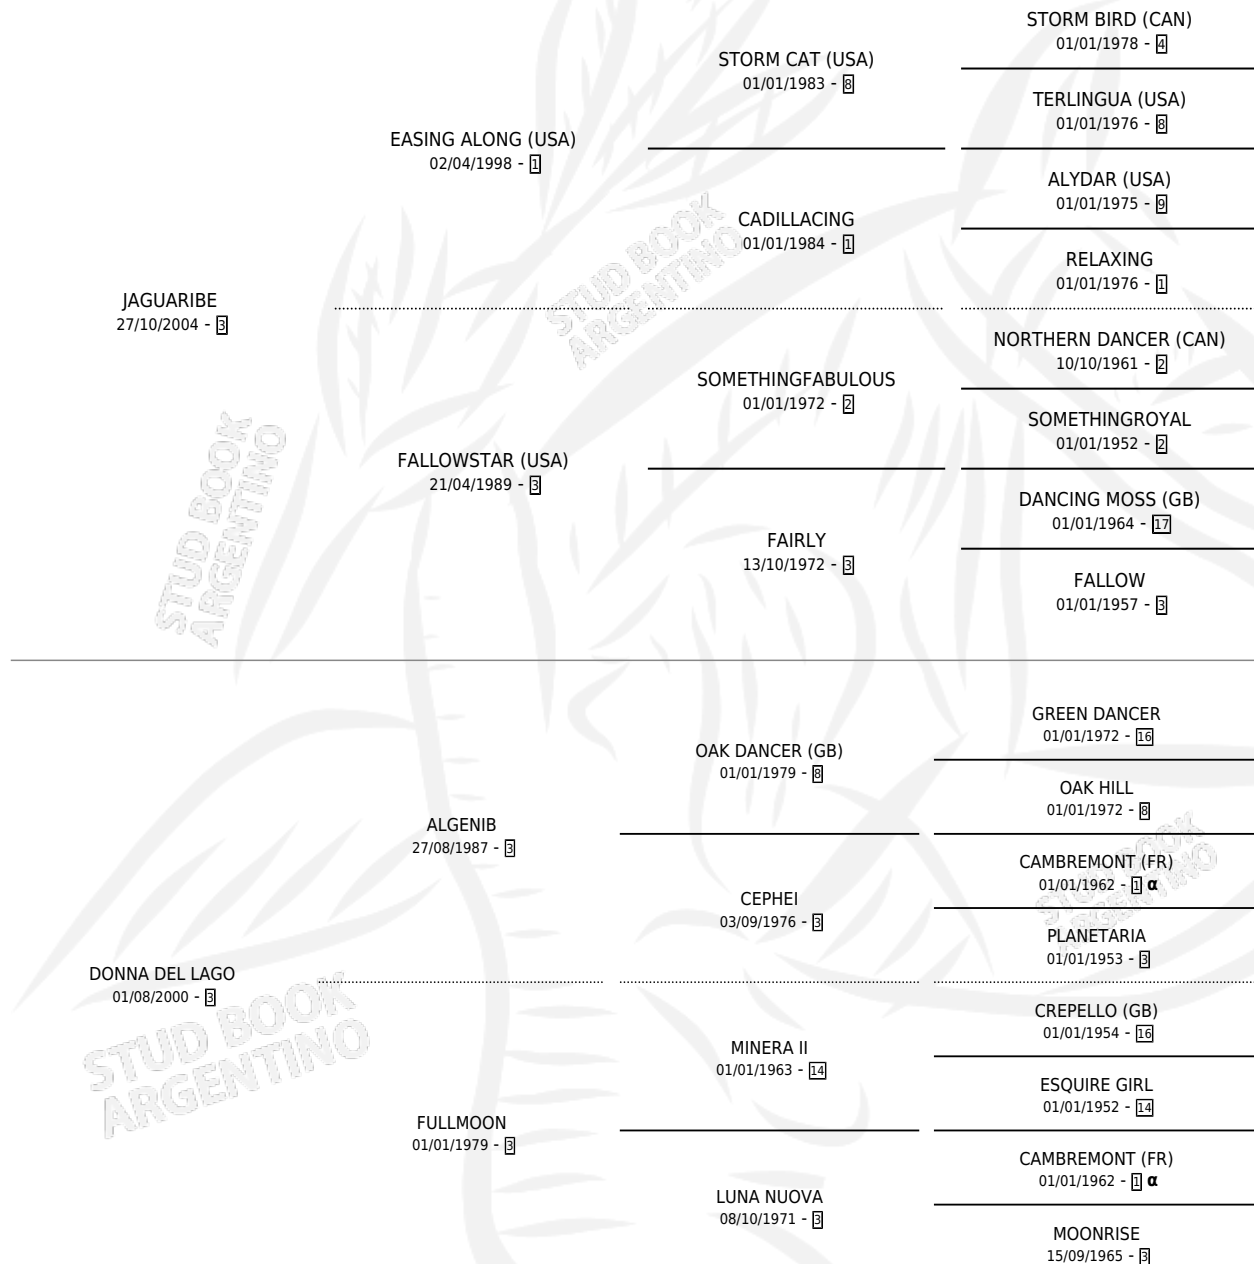 JAGUARIBE
27/10/2004 - 3
EASING ALONG (USA)
02/04/1998 - 1
STORM CAT (USA)
01/01/1983 - 8
STORM BIRD (CAN)
01/01/1978 - 4
TERLINGUA (USA)
01/01/1976 - 8
CADILLACING
01/01/1984 - 1
ALYDAR (USA)
01/01/1975 - 9
RELAXING
01/01/1976 - 1
FALLOWSTAR (USA)
21/04/1989 - 3
SOMETHINGFABULOUS
01/01/1972 - 2
NORTHERN DANCER (CAN)
10/10/1961 - 2
SOMETHINGROYAL
01/01/1952 - 2
FAIRLY
13/10/1972 - 3
DANCING MOSS (GB)
01/01/1964 - 17
FALLOW
01/01/1957 - 3
DONNA DEL LAGO
01/08/2000 - 3
ALGENIB
27/08/1987 - 3
OAK DANCER (GB)
01/01/1979 - 8
GREEN DANCER
01/01/1972 - 16
OAK HILL
01/01/1972 - 8
CEPHEI
03/09/1976 - 3
CAMBREMONT (FR)
01/01/1962 - 1 α
PLANETARIA
01/01/1953 - 3
FULLMOON
01/01/1979 - 3
MINERA II
01/01/1963 - 14
CREPELLO (GB)
01/01/1954 - 16
ESQUIRE GIRL
01/01/1952 - 14
LUNA NUOVA
08/10/1971 - 3
CAMBREMONT (FR)
01/01/1962 - 1 α
MOONRISE
15/09/1965 - 3
STUD BOOK
ARGENTINO
STUD BOOK
ARGENTINO
STUD BOOK
ARGENTINO
STUD BOOK
ARGENTINO